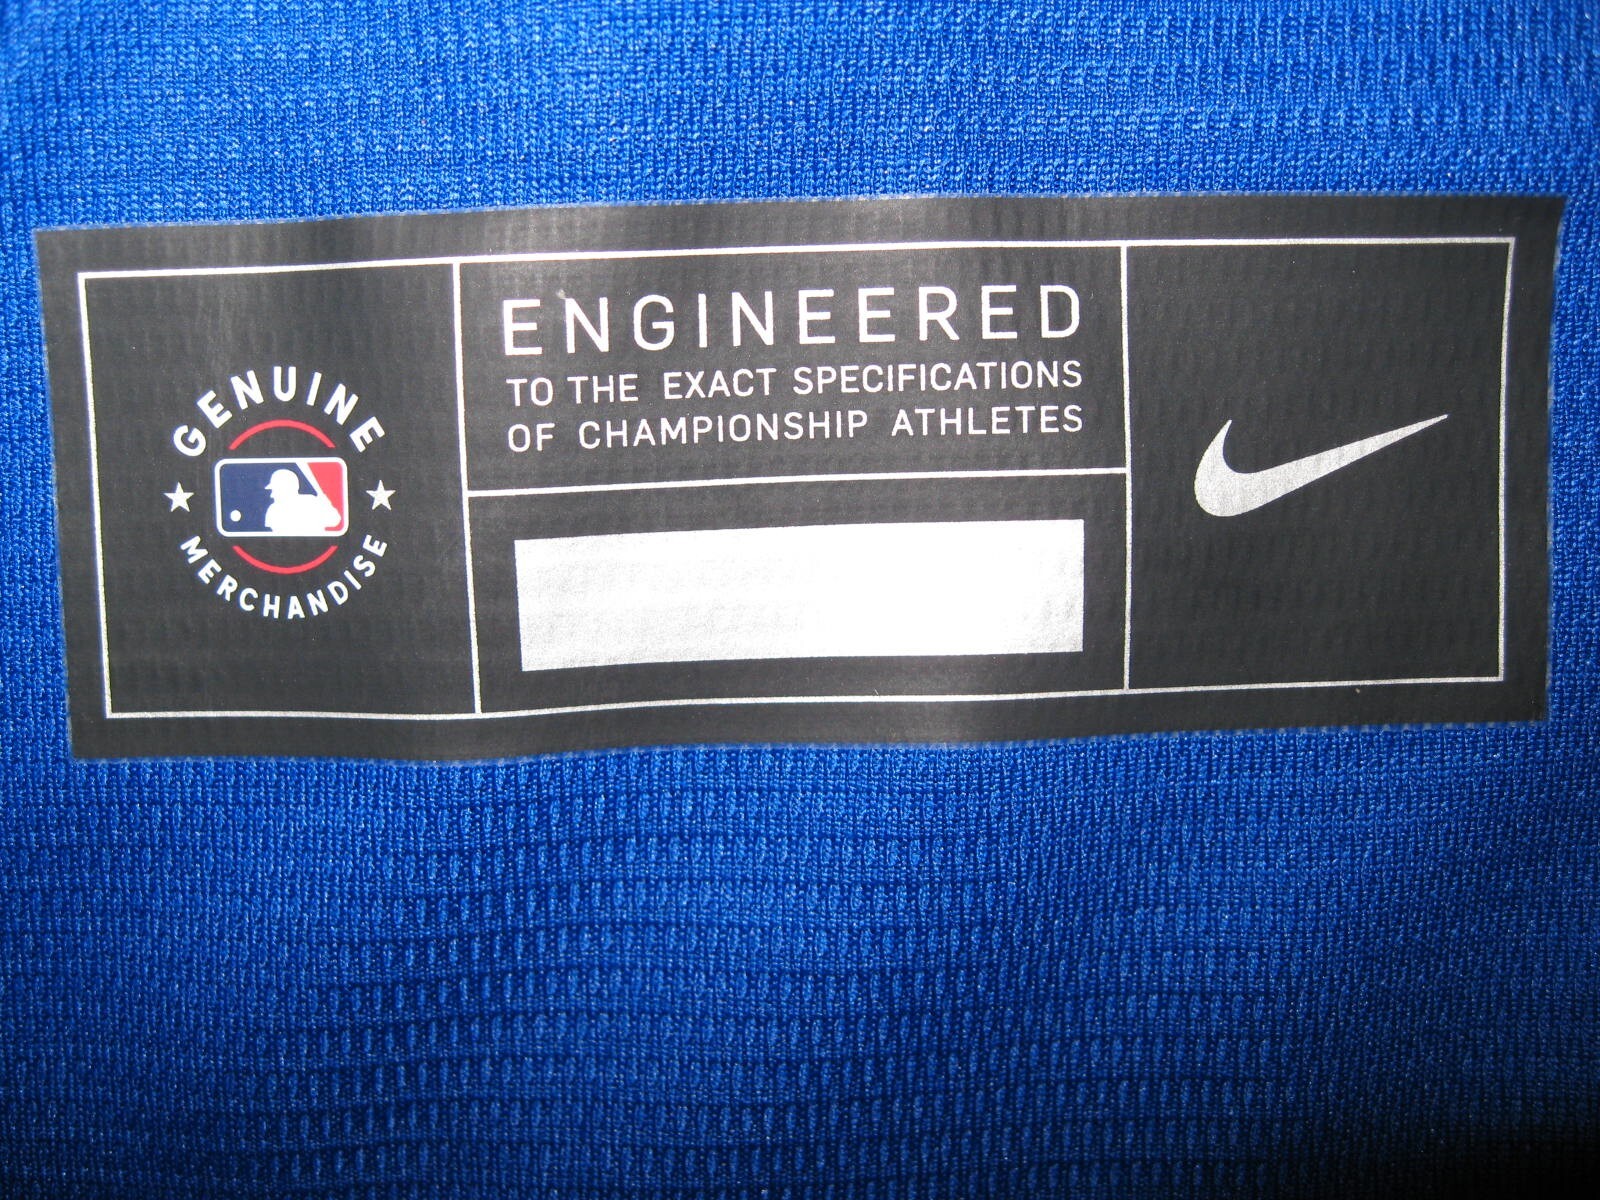 GENUINE
MERCHANDISE
ENGINEERED
TO THE EXACT SPECIFICATIONS
OF CHAMPIONSHIP ATHLETES